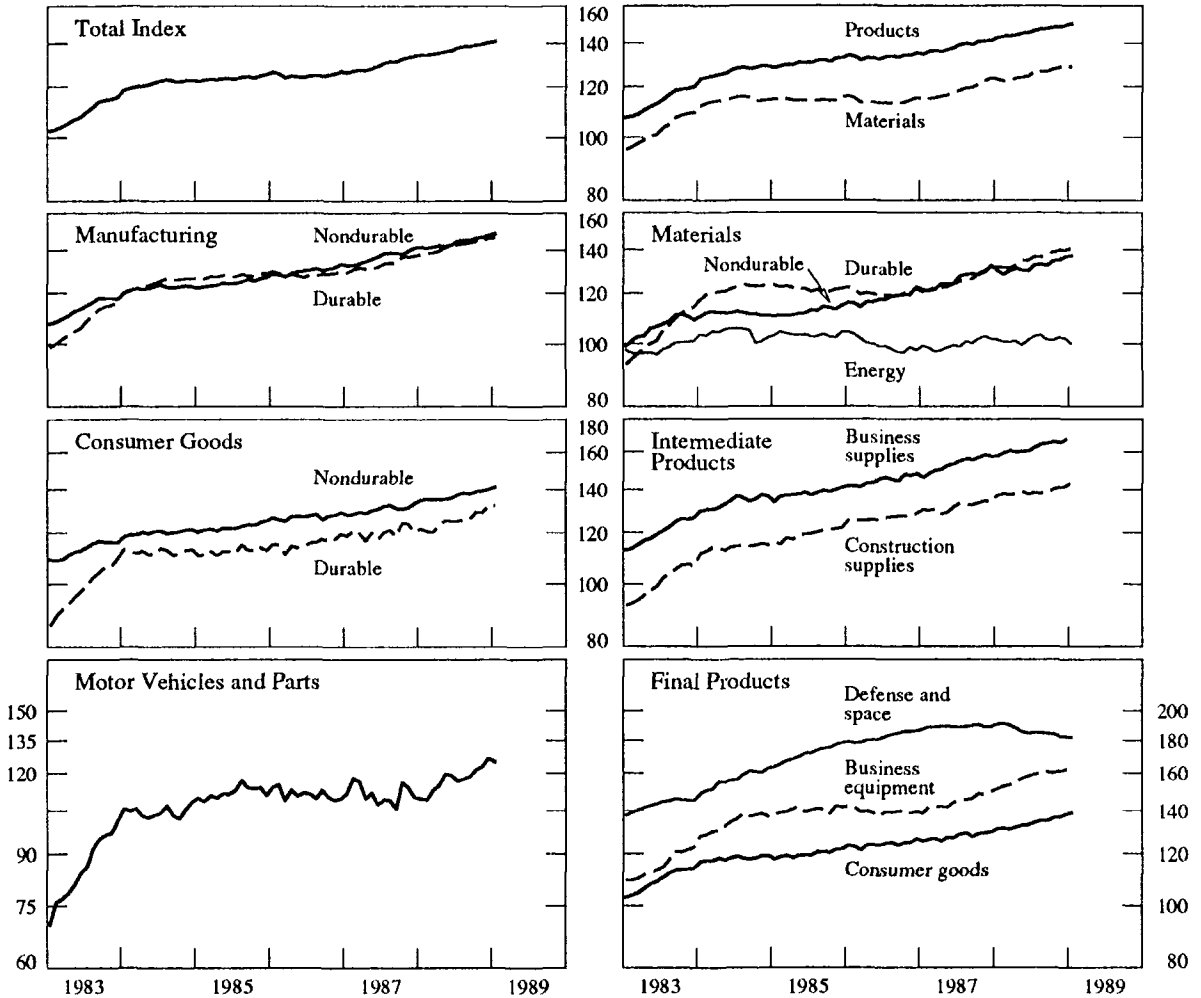 Total Index
160
140
120
100
80
Products
Materials
Manufacturing
Nondurable
Durable
160
140
120
100
80
Materials
Nondurable
Durable
Energy
Consumer Goods
Nondurable
Durable
180
160
140
120
100
80
Intermediate
Products
Business
supplies
Construction
supplies
Motor Vehicles and Parts
150
135
120
90
75
60
1983
1985
1987
1989
Final Products
Defense and
space
Business
equipment
Consumer goods
200
180
160
140
120
100
80
1983
1985
1987
1989